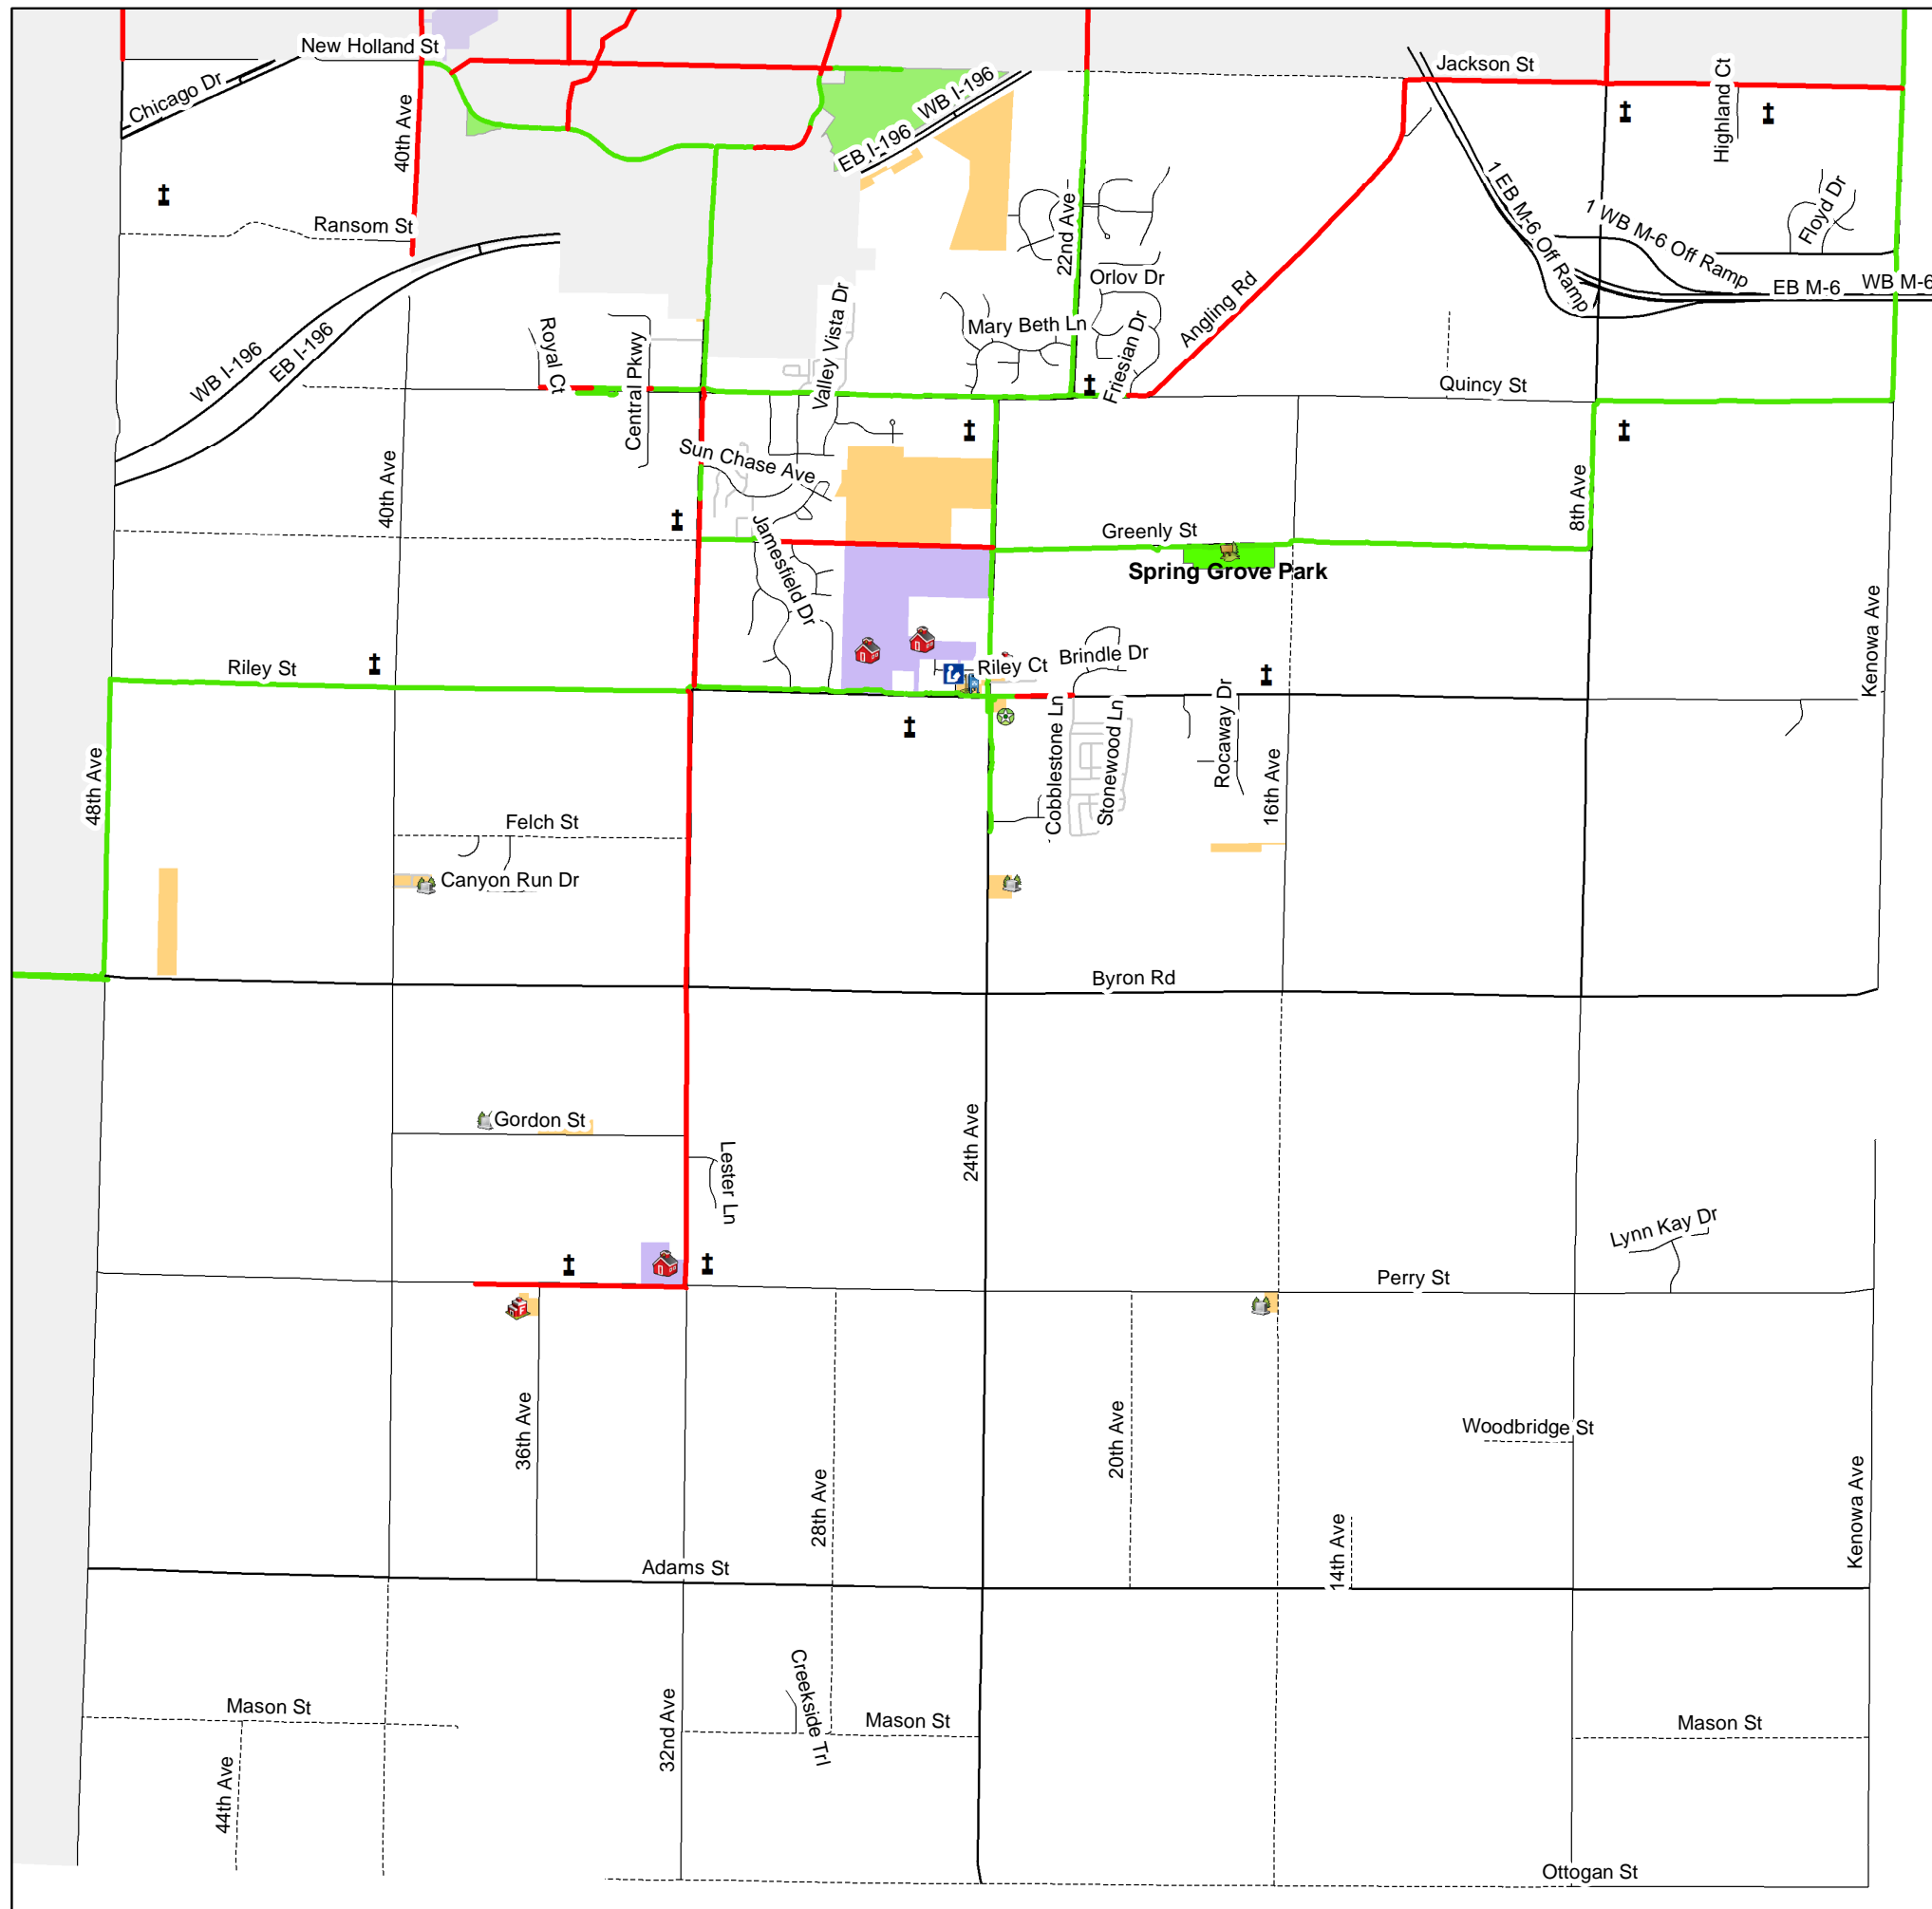 New Holland St
Jackson St
Highland Ct
Chicago Dr
40th Ave
WB I-196
EB I-196
1 EB M-6 Off Ramp
1 WB M-6 Off Ramp
Floyd Dr
Ransom St
22nd Ave
Orlov Dr
EB M-6
WB M-6
Angling Rd
Valley Vista Dr
Mary Beth Ln
Friesian Dr
Royal Ct
Central Pkwy
WB I-196
EB I-196
Quincy St
Sun Chase Ave
40th Ave
8th Ave
Greenly St
Jamesfield Dr
Spring Grove Park
Kenowa Ave
Riley St
Riley Ct
Brindle Dr
Cobblestone Ln
Stonewood Ln
Rocaway Dr
16th Ave
48th Ave
Felch St
Canyon Run Dr
Byron Rd
Gordon St
24th Ave
Lester Ln
Lynn Kay Dr
Perry St
36th Ave
28th Ave
20th Ave
Woodbridge St
14th Ave
Kenowa Ave
Adams St
Mason St
32nd Ave
Creekside Trl
Mason St
Mason St
44th Ave
Ottogan St